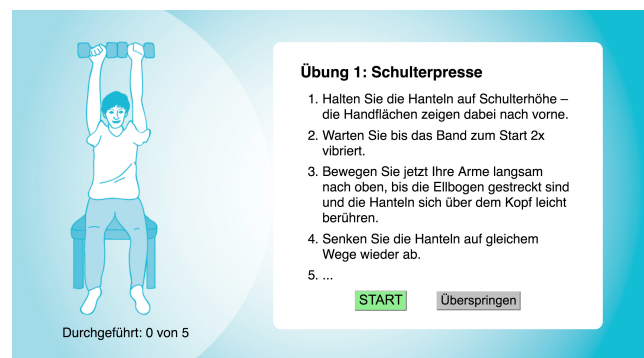 Übung 1: Schulterpresse
1. Halten Sie die Hanteln auf Schulterhöhe –
die Handflächen zeigen dabei nach vorne.
2. Warten Sie bis das Band zum Start 2x
vibriert.
3. Bewegen Sie jetzt Ihre Arme langsam
nach oben, bis die Ellbogen gestreckt sind
und die Hanteln sich über dem Kopf leicht
berühren.
4. Senken Sie die Hanteln auf gleichem
Wege wieder ab.
5. ...
START Überspringen
Durchgeführt: 0 von 5